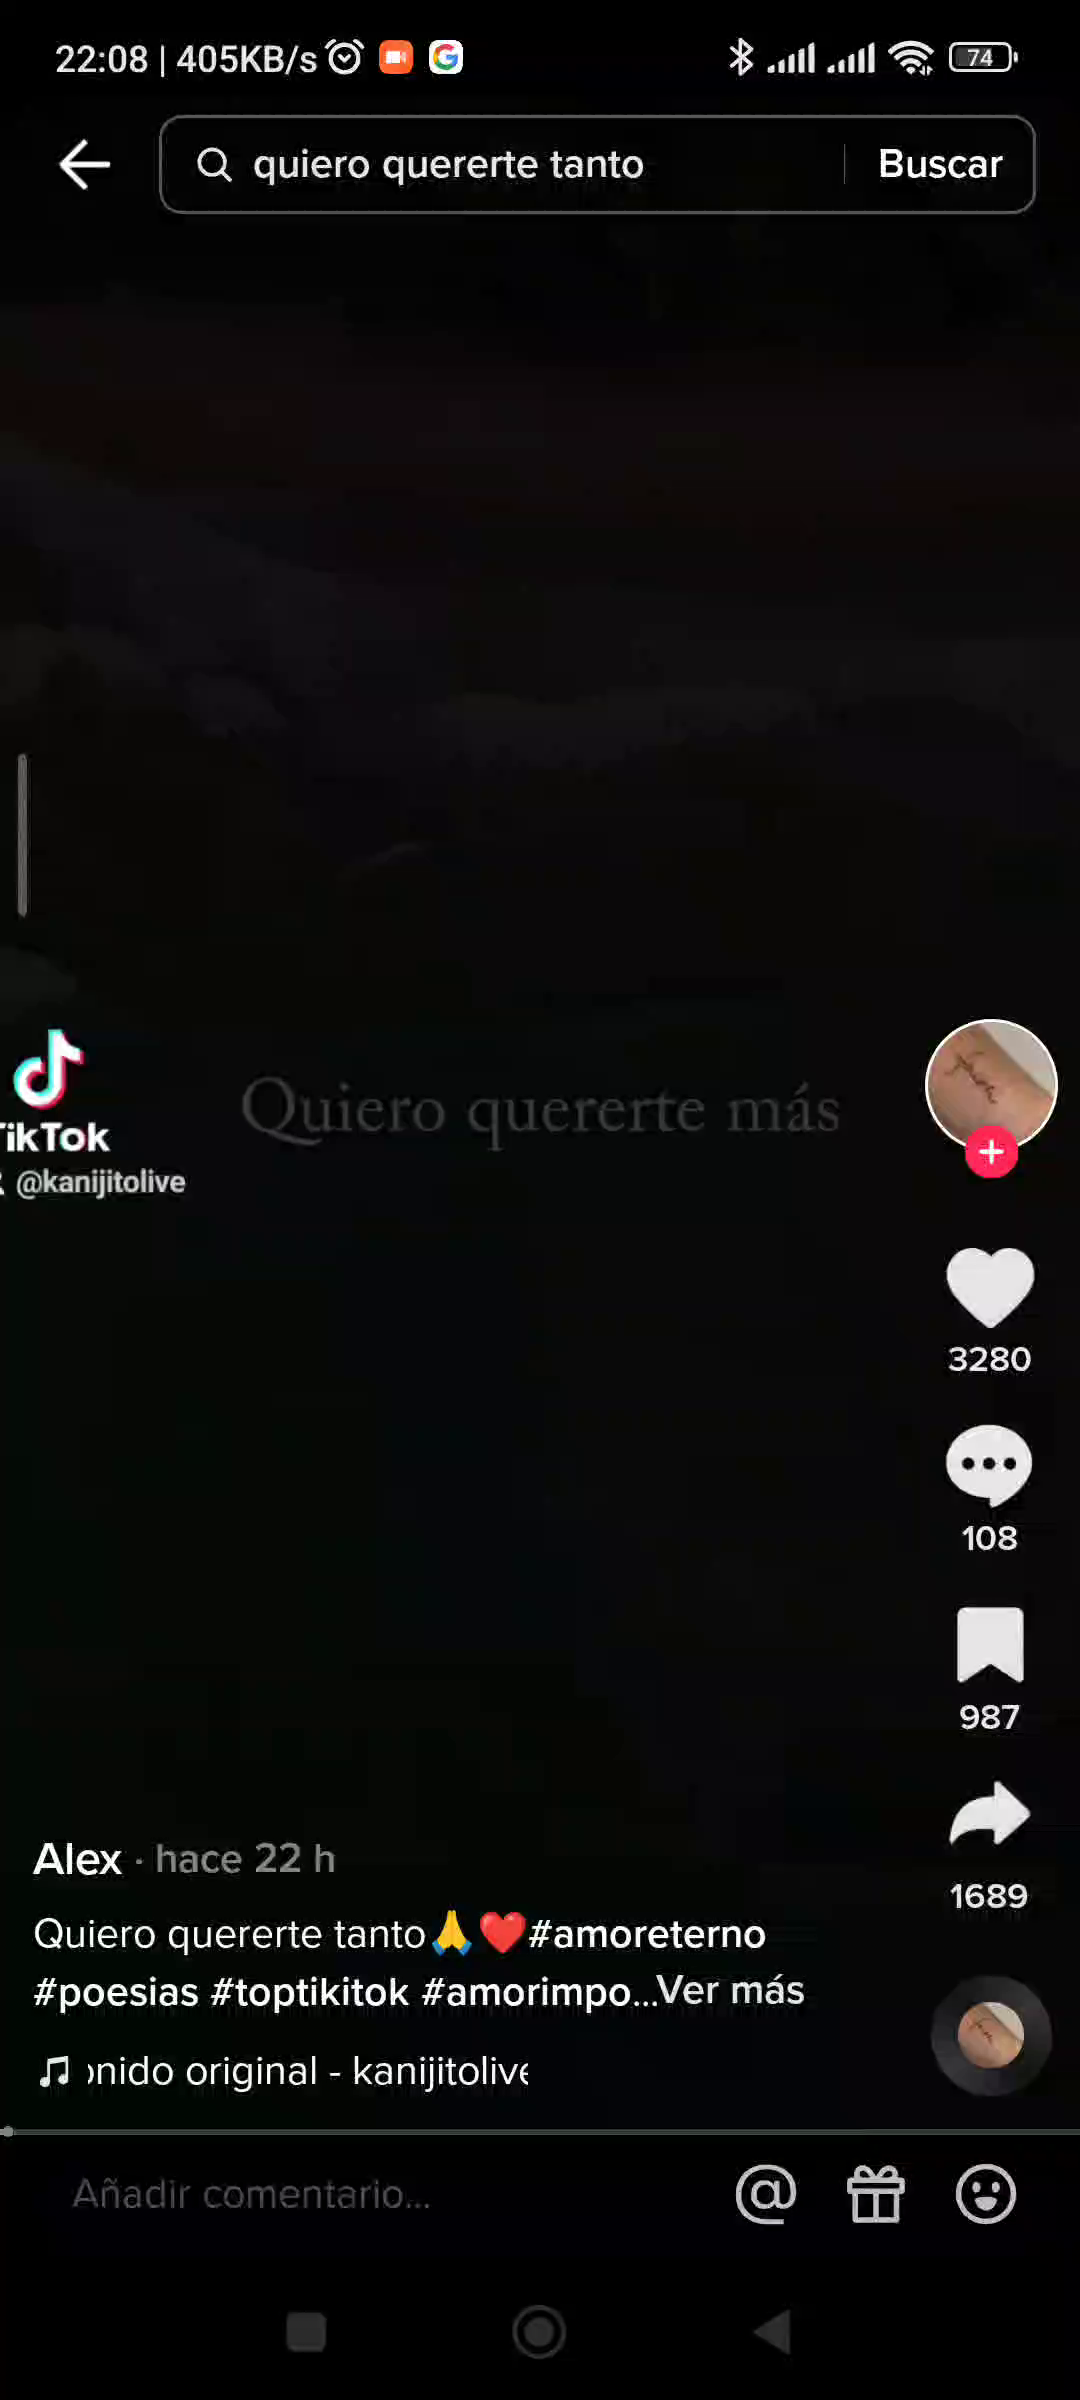 22:08 | 405KB/s
74
quiero quererte tanto
Buscar
Quiero quererte más
TikTok
@kanijitolive
3280
108
987
1689
Alex · hace 22 h
Quiero quererte tanto🙏❤️#amoreterno
#poesias #toptikitok #amorimpo...Ver más
onido original - kanijitolive
Añadir comentario...